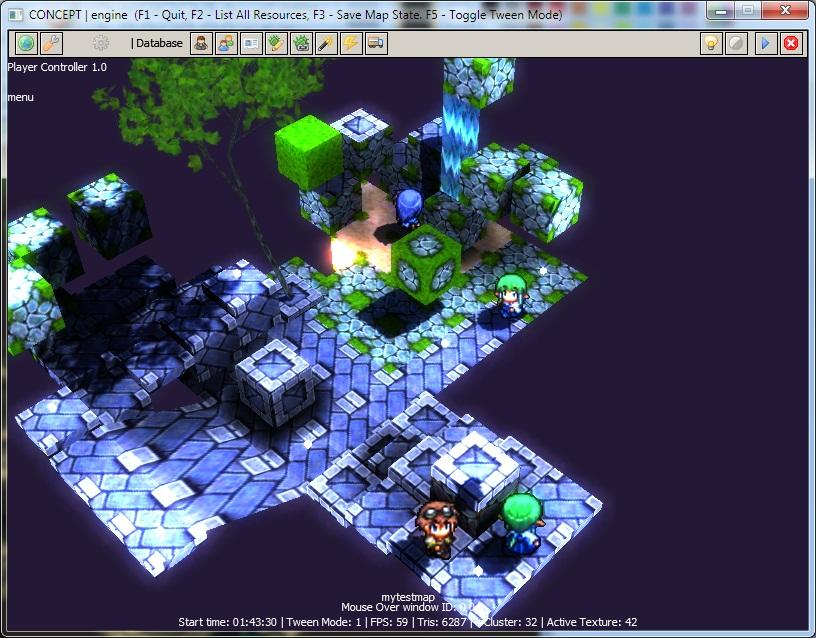 CONCEPT | engine (F1 - Quit, F2 - List All Resources, F3 - Save Map State. F5 - Toggle Tween Mode)
| Database
Player Controller 1.0
menu
mytestmap
Mouse Over window ID:
Start time: 01:43:30 | Tween Mode: 1 | FPS: 59 | Tris: 6287 | Cluster: 32 | Active Texture: 42